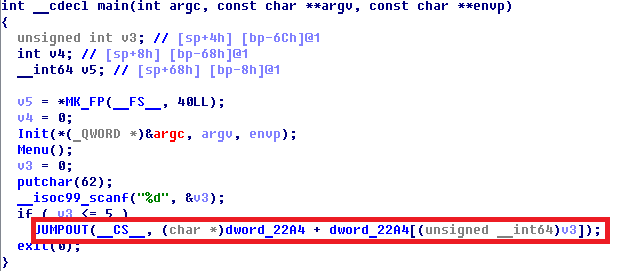 int __cdecl main(int argc, const char **argv, const char **envp)
{
unsigned int v3; // [sp+4h] [bp-6Ch]@1
int v4; // [sp+8h] [bp-68h]@1
__int64 v5; // [sp+68h] [bp-8h]@1
v5 = *MK_FP(__FS__, 40LL);
v4 = 0;
Init(*(_QWORD *)&argc, argv, envp);
Menu();
v3 = 0;
putchar(62);
__isoc99_scanf("%d", &v3);
if ( v3 <= 5 )
JUMPOUT(__CS__, (char *)dword_22A4 + dword_22A4[(unsigned __int64)v3]);
exit(0);
}